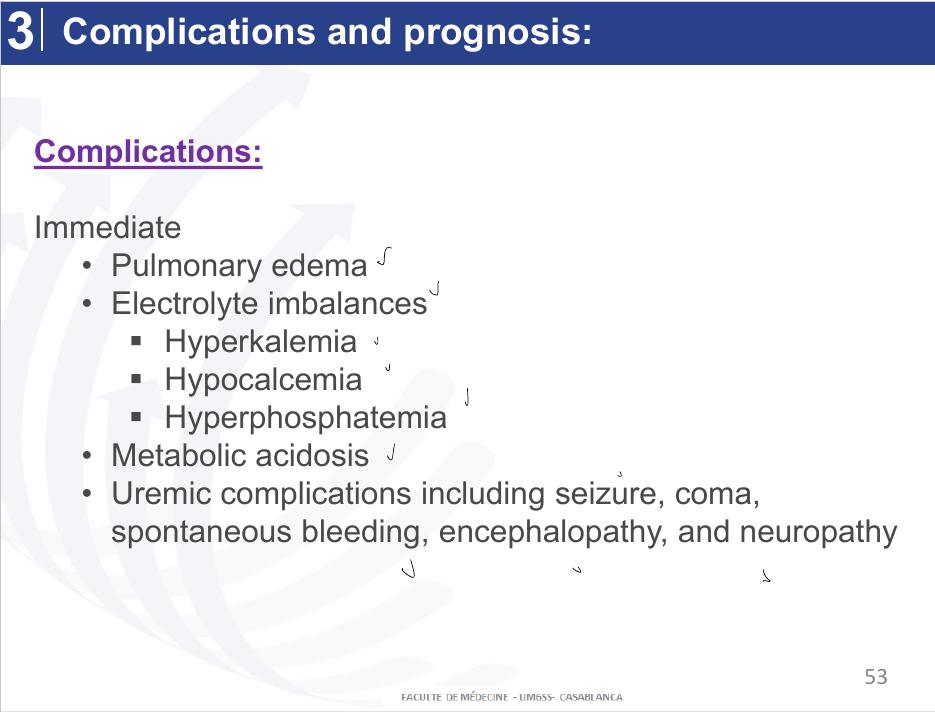 3 Complications and prognosis:
Complications:
Immediate
• Pulmonary edema
• Electrolyte imbalances
▪ Hyperkalemia
▪ Hypocalcemia
▪ Hyperphosphatemia
• Metabolic acidosis
• Uremic complications including seizure, coma,
spontaneous bleeding, encephalopathy, and neuropathy
53
FACULTE DE MÉDECINE - UM6SS- CASABLANCA